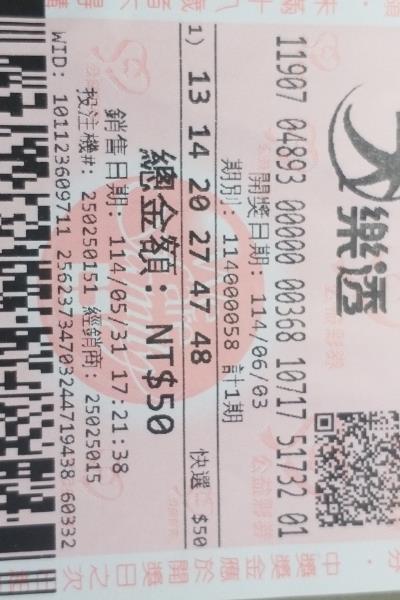 大樂透
11907 04893 00000 00368 10717 51732 01
開獎日期: 114/06/03
期別: 114000058 計1期
1) 13 14 20 27 47 48 快選 $50
總金額: NT$50
銷售日期: 114/05/31 17:21:38
投注機#: 250250151 經銷商: 25025015
WID: 101123609711 25623734703244719438 60332